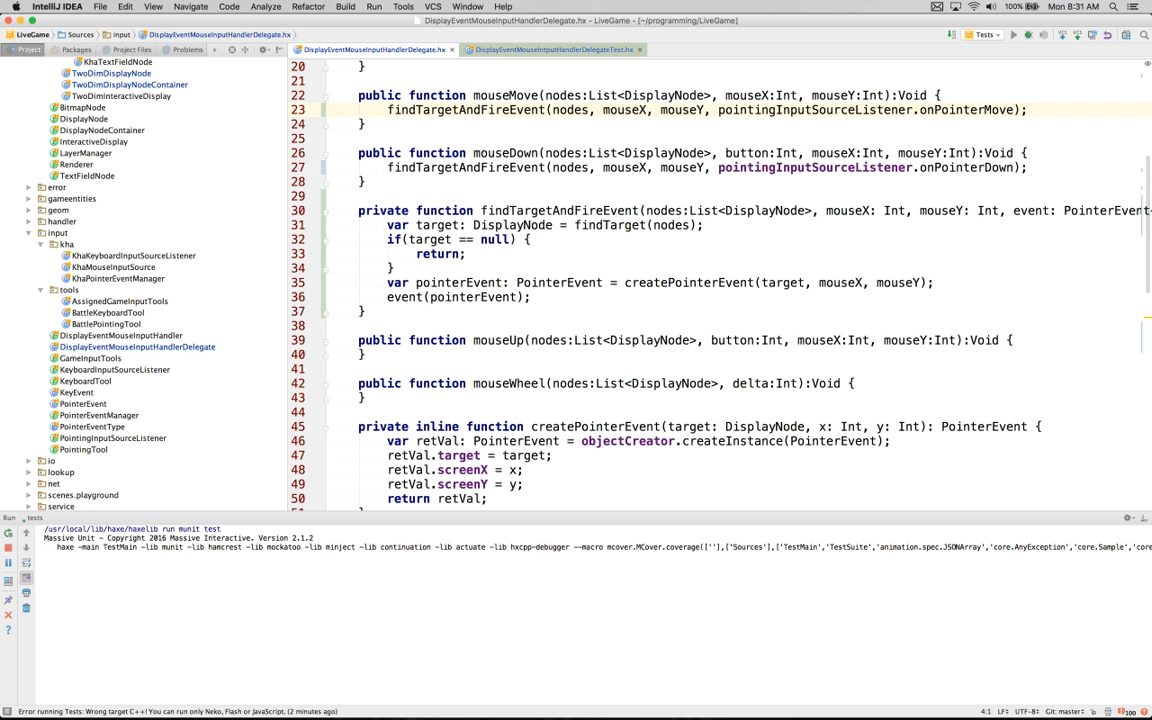 IntelliJ IDEA File Edit View Navigate Code Analyze Refactor Build Run Tools VCS Window Help 100% Mon 8:31 AM
DisplayEventMouseInputHandlerDelegate.hx - LiveGame - [~/programming/LiveGame]
LiveGame Sources input DisplayEventMouseInputHandlerDelegate.hx Tests
Project Packages Project Files Problems DisplayEventMouseInputHandlerDelegate.hx DisplayEventMouseIntputHandlerDelegateTest.hx
KhaTextFieldNode
TwoDimDisplayNode
TwoDimDisplayNodeContainer
TwoDimInteractiveDisplay
BitmapNode
DisplayNode
DisplayNodeContainer
InteractiveDisplay
LayerManager
Renderer
TextFieldNode
error
gameentities
geom
handler
input
kha
KhaKeyboardInputSourceListener
KhaMouseInputSource
KhaPointerEventManager
tools
AssignedGameInputTools
BattleKeyboardTool
BattlePointingTool
DisplayEventMouseInputHandler
DisplayEventMouseInputHandlerDelegate
GameInputTools
KeyboardInputSourceListener
KeyboardTool
KeyEvent
PointerEvent
PointerEventManager
PointerEventType
PointingInputSourceListener
PointingTool
io
lookup
net
scenes.playground
service
20 }
21
22 public function mouseMove(nodes:List<DisplayNode>, mouseX:Int, mouseY:Int):Void {
23 findTargetAndFireEvent(nodes, mouseX, mouseY, pointingInputSourceListener.onPointerMove);
24 }
25
26 public function mouseDown(nodes:List<DisplayNode>, button:Int, mouseX:Int, mouseY:Int):Void {
27 findTargetAndFireEvent(nodes, mouseX, mouseY, pointingInputSourceListener.onPointerDown);
28 }
29
30 private function findTargetAndFireEvent(nodes:List<DisplayNode>, mouseX: Int, mouseY: Int, event: PointerEvent-
31 var target: DisplayNode = findTarget(nodes);
32 if(target == null) {
33 return;
34 }
35 var pointerEvent: PointerEvent = createPointerEvent(target, mouseX, mouseY);
36 event(pointerEvent);
37 }
38
39 public function mouseUp(nodes:List<DisplayNode>, button:Int, mouseX:Int, mouseY:Int):Void {
40 }
41
42 public function mouseWheel(nodes:List<DisplayNode>, delta:Int):Void {
43 }
44
45 private inline function createPointerEvent(target: DisplayNode, x: Int, y: Int): PointerEvent {
46 var retVal: PointerEvent = objectCreator.createInstance(PointerEvent);
47 retVal.target = target;
48 retVal.screenX = x;
49 retVal.screenY = y;
50 return retVal;
Run tests
/usr/local/lib/haxe/haxelib run munit test
Massive Unit - Copyright 2016 Massive Interactive. Version 2.1.2
haxe -main TestMain -lib munit -lib hamcrest -lib mockatoo -lib minject -lib continuation -lib actuate -lib hxcpp-debugger --macro mcover.MCover.coverage([''],['Sources'],['TestMain','TestSuite','animation.spec.JSONArray','core.AnyException','core.Sample','core
Error running Tests: Wrong target C++! You can run only Neko, Flash or JavaScript. (2 minutes ago) 4:1 LF÷ UTF-8÷ Git: master÷ 100